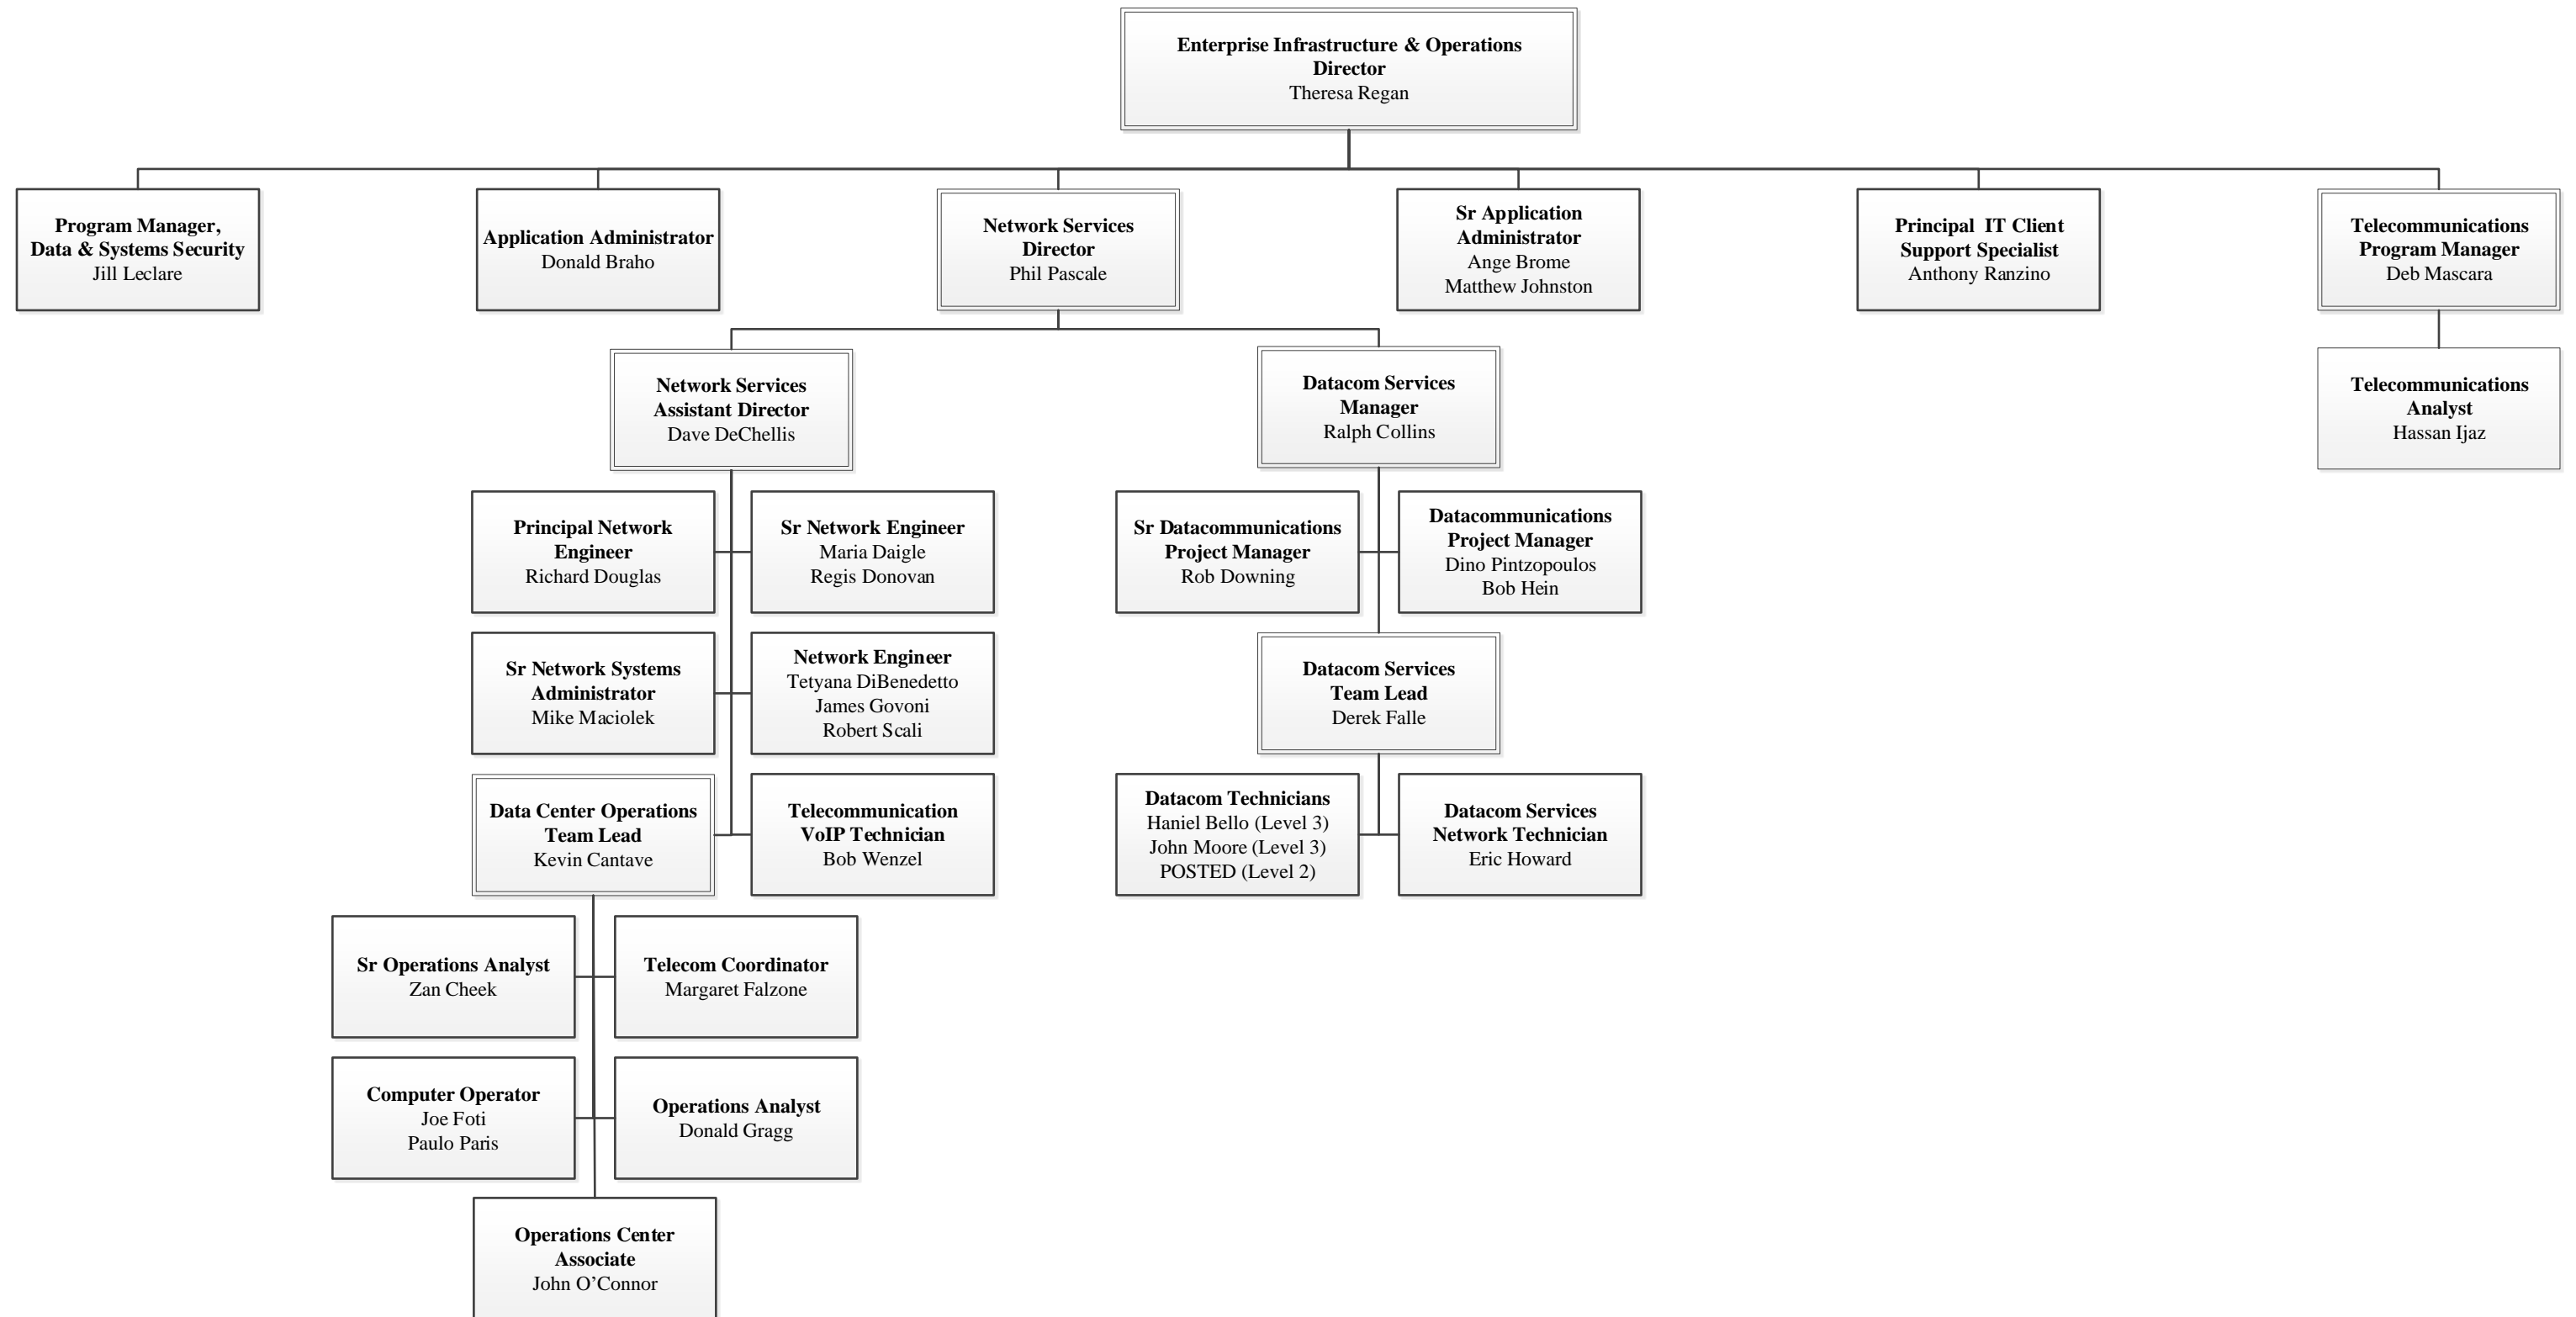 Enterprise Infrastructure & Operations
Director
Theresa Regan
Program Manager,
Data & Systems Security
Jill Leclare
Application Administrator
Donald Braho
Network Services
Director
Phil Pascale
Sr Application
Administrator
Ange Brome
Matthew Johnston
Principal IT Client
Support Specialist
Anthony Ranzino
Telecommunications
Program Manager
Deb Mascara
Network Services
Assistant Director
Dave DeChellis
Datacom Services
Manager
Ralph Collins
Telecommunications
Analyst
Hassan Ijaz
Principal Network
Engineer
Richard Douglas
Sr Network Engineer
Maria Daigle
Regis Donovan
Sr Datacommunications
Project Manager
Rob Downing
Datacommunications
Project Manager
Dino Pintzopoulos
Bob Hein
Sr Network Systems
Administrator
Mike Maciolek
Network Engineer
Tetyana DiBenedetto
James Govoni
Robert Scali
Datacom Services
Team Lead
Derek Falle
Data Center Operations
Team Lead
Kevin Cantave
Telecommunication
VoIP Technician
Bob Wenzel
Datacom Technicians
Haniel Bello (Level 3)
John Moore (Level 3)
POSTED (Level 2)
Datacom Services
Network Technician
Eric Howard
Sr Operations Analyst
Zan Cheek
Telecom Coordinator
Margaret Falzone
Computer Operator
Joe Foti
Paulo Paris
Operations Analyst
Donald Gragg
Operations Center
Associate
John O’Connor